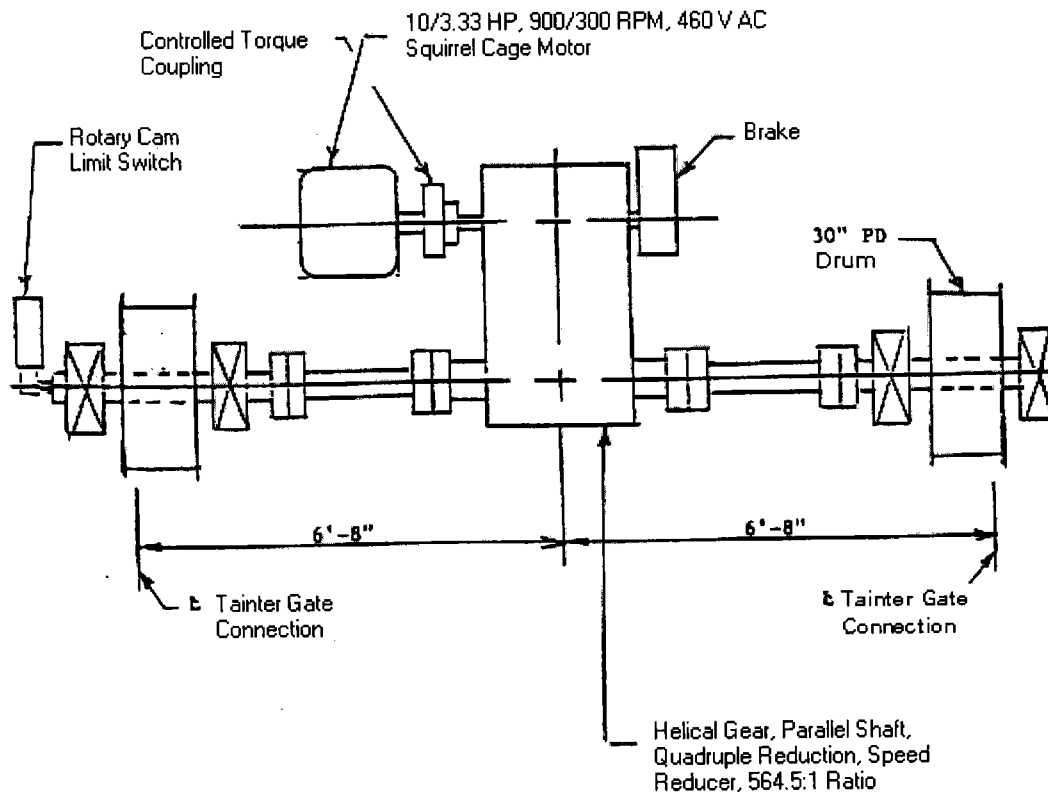 10/3.33 HP, 900/300 RPM, 460 V AC
Squirrel Cage Motor
Controlled Torque
Coupling
Rotary Cam
Limit Switch
Brake
30" PD
Drum
6'-8"
6'-8"
℄ Tainter Gate
Connection
℄ Tainter Gate
Connection
Helical Gear, Parallel Shaft,
Quadruple Reduction, Speed
Reducer, 564.5:1 Ratio